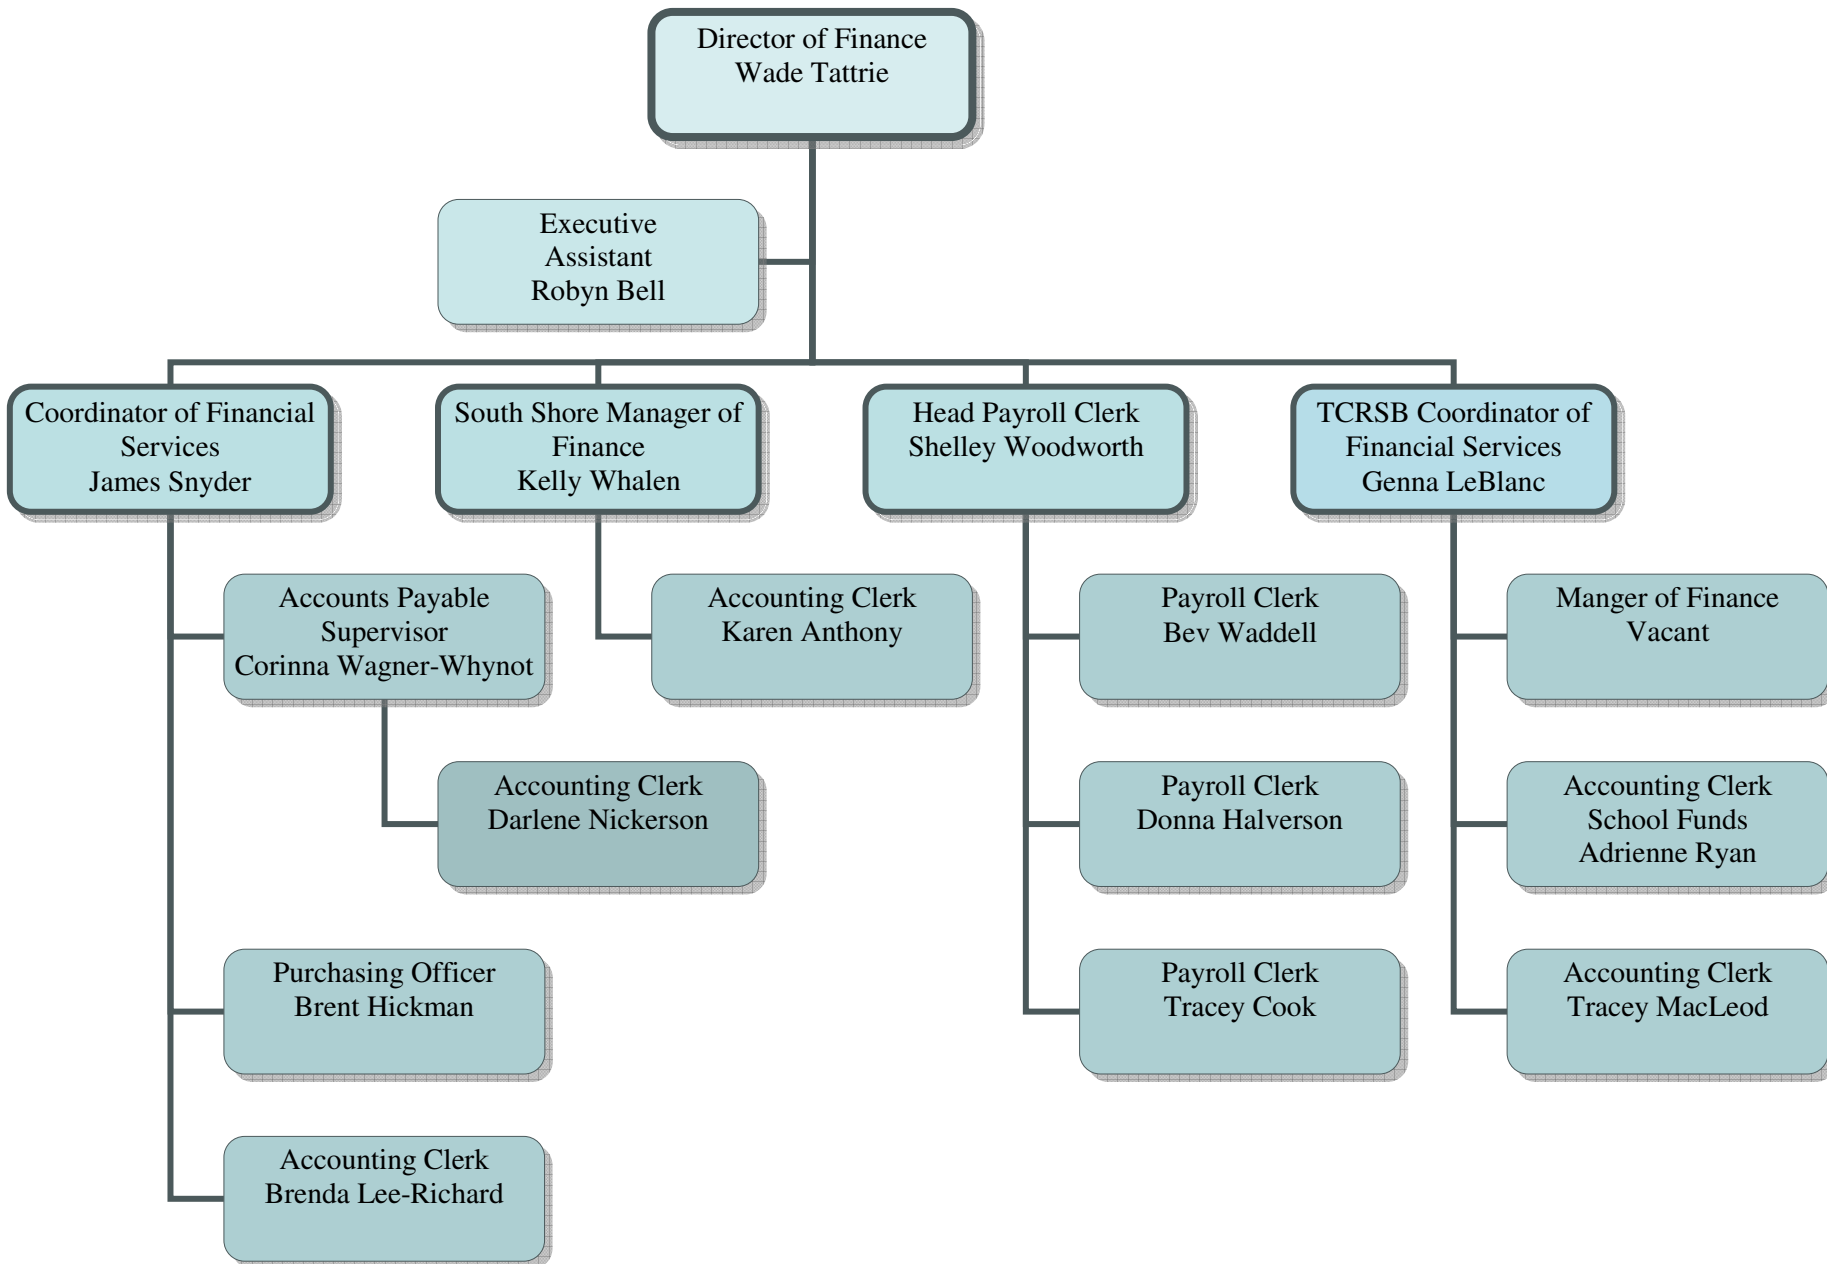 Director of Finance
Wade Tattrie
Executive
Assistant
Robyn Bell
Coordinator of Financial
Services
James Snyder
South Shore Manager of
Finance
Kelly Whalen
Head Payroll Clerk
Shelley Woodworth
TCRSB Coordinator of
Financial Services
Genna LeBlanc
Accounts Payable
Supervisor
Corinna Wagner-Whynot
Accounting Clerk
Karen Anthony
Payroll Clerk
Bev Waddell
Manger of Finance
Vacant
Accounting Clerk
Darlene Nickerson
Payroll Clerk
Donna Halverson
Accounting Clerk
School Funds
Adrienne Ryan
Purchasing Officer
Brent Hickman
Payroll Clerk
Tracey Cook
Accounting Clerk
Tracey MacLeod
Accounting Clerk
Brenda Lee-Richard